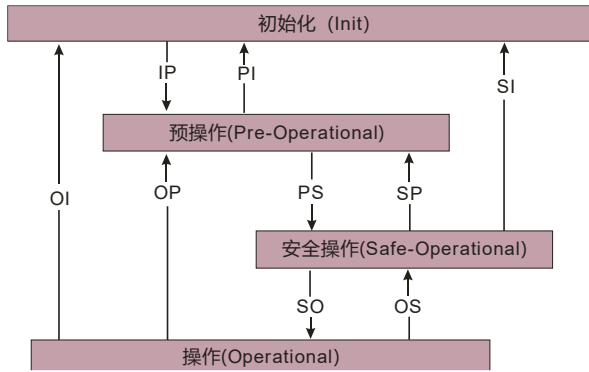 初始化 (Init)
IP
PI
SI
预操作(Pre-Operational)
OI
OP
PS
SP
安全操作(Safe-Operational)
SO
OS
操作(Operational)